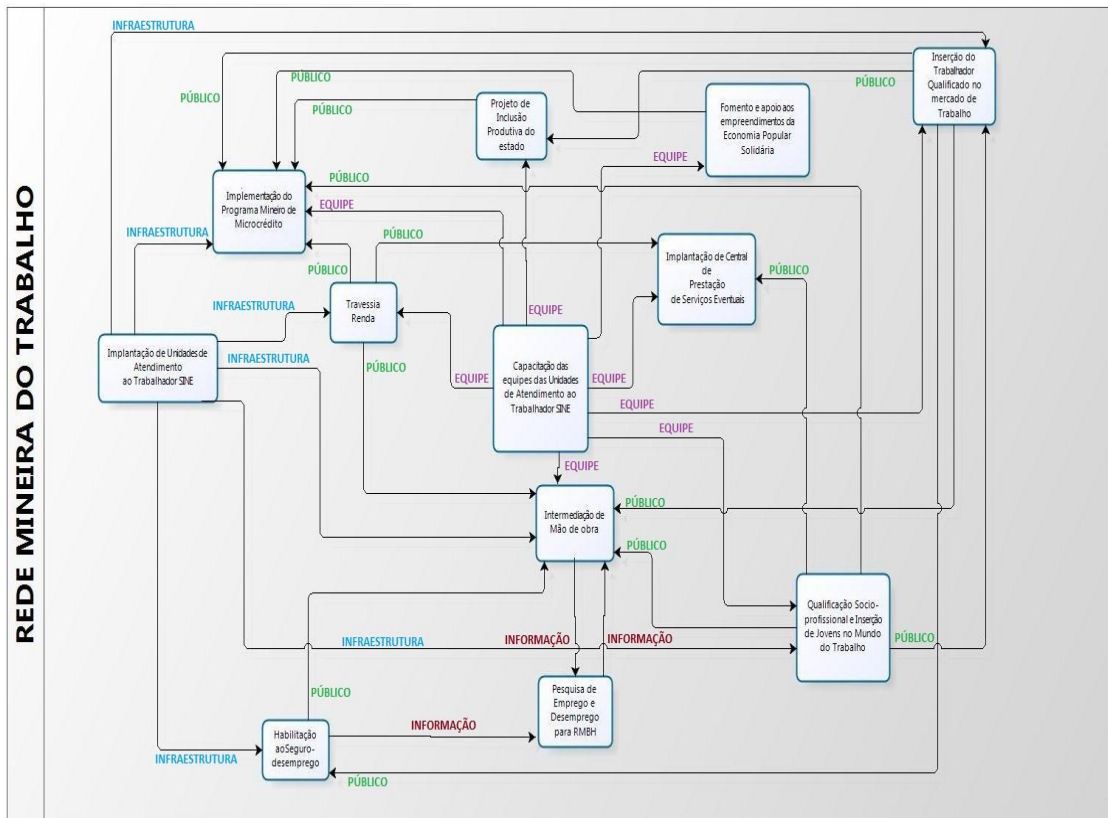 REDE MINEIRA DO TRABALHO
INFRAESTRUTURA
Inserção do
Trabalhador
Qualificado no
mercado de
Trabalho
PÚBLICO
PÚBLICO
PÚBLICO
PÚBLICO
Projeto de
Inclusão
Produtiva do
estado
Fomento e apoio aos
empreendimentos da
Economia Popular
Solidária
EQUIPE
PÚBLICO
Implementação do
Programa Mineiro de
Microcrédito
EQUIPE
INFRAESTRUTURA
PÚBLICO
PÚBLICO
Implantação de Central
de
Prestação
de Serviços Eventuais
PÚBLICO
INFRAESTRUTURA
Travessia
Renda
EQUIPE
Implantação de Unidades de
Atendimento
ao Trabalhador SINE
INFRAESTRUTURA
Capacitação das
equipes das Unidades
de Atendimento ao
Trabalhador SINE
PÚBLICO
EQUIPE
EQUIPE
EQUIPE
EQUIPE
EQUIPE
Intermediação de
Mão de obra
PÚBLICO
PÚBLICO
Qualificação Socio-
profissional e Inserção
de Jovens no Mundo
do Trabalho
PÚBLICO
INFRAESTRUTURA
INFORMAÇÃO
INFORMAÇÃO
PÚBLICO
Pesquisa de
Emprego e
Desemprego
para RMBH
INFORMAÇÃO
Habilitação
ao Seguro-
desemprego
INFRAESTRUTURA
PÚBLICO